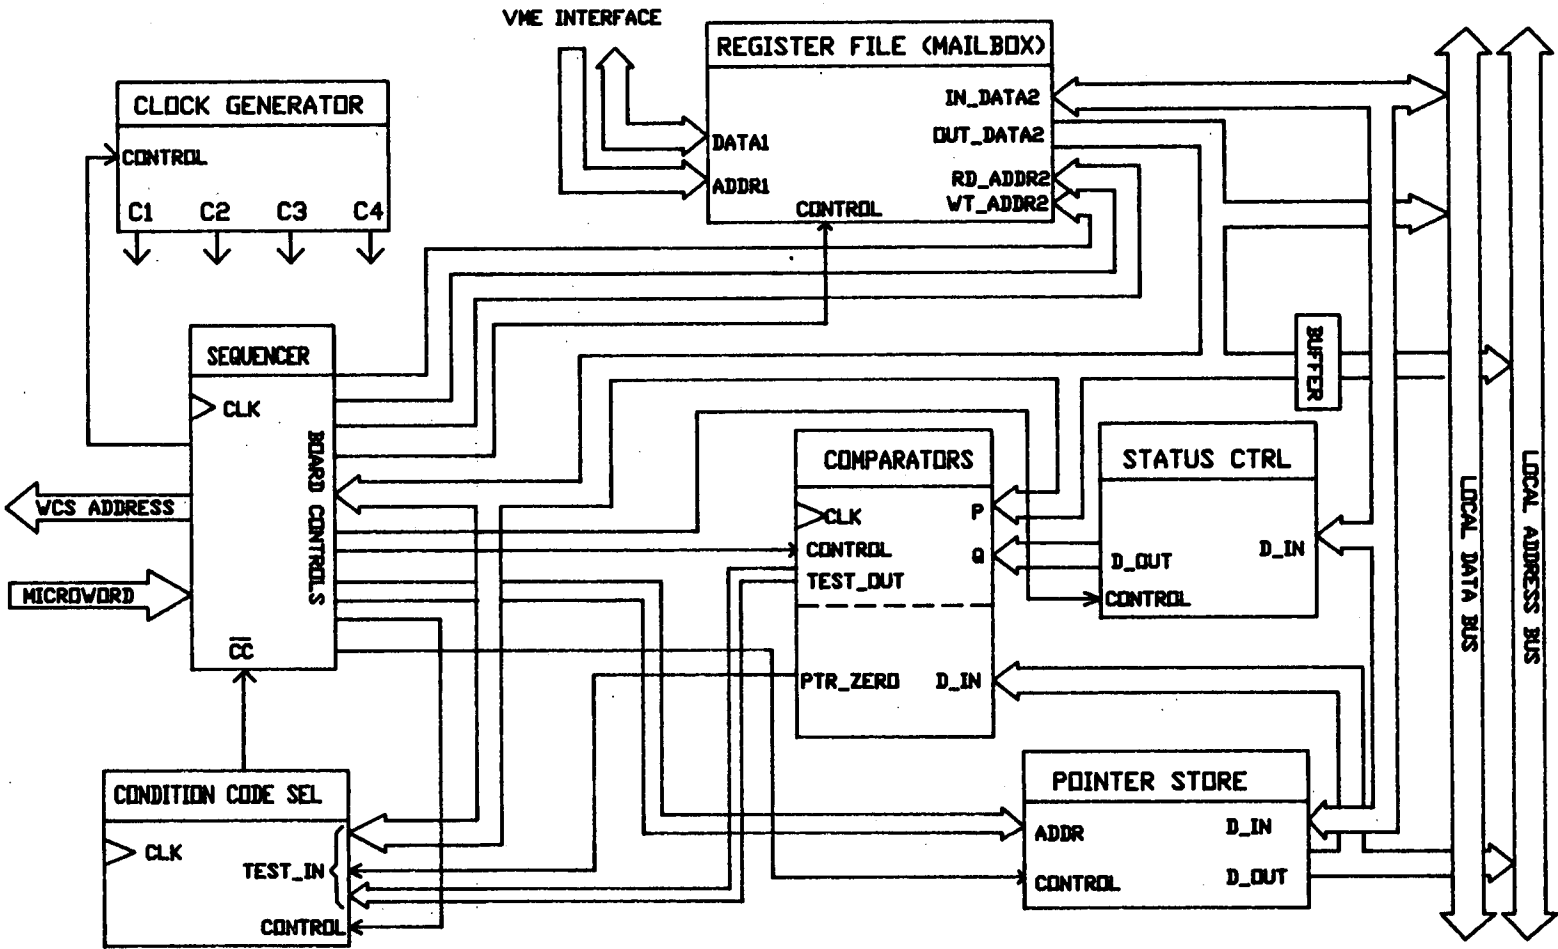 VME INTERFACE
REGISTER FILE (MAILBOX)
IN_DATA2
OUT_DATA2
DATA1
RD_ADDR2
ADDR1
WT_ADDR2
CONTROL
CLOCK GENERATOR
CONTROL
C1 C2 C3 C4
SEQUENCER
CLK
BOARD CONTROLS
WCS ADDRESS
MICROWORD
CC
BUFFER
COMPARATORS
P
CLK
CONTROL
Q
TEST_OUT
PTR_ZERO D_IN
STATUS CTRL
D_IN
D_OUT
CONTROL
LOCAL DATA BUS
LOCAL ADDRESS BUS
CONDITION CODE SEL
CLK
TEST_IN
CONTROL
POINTER STORE
ADDR D_IN
CONTROL D_OUT